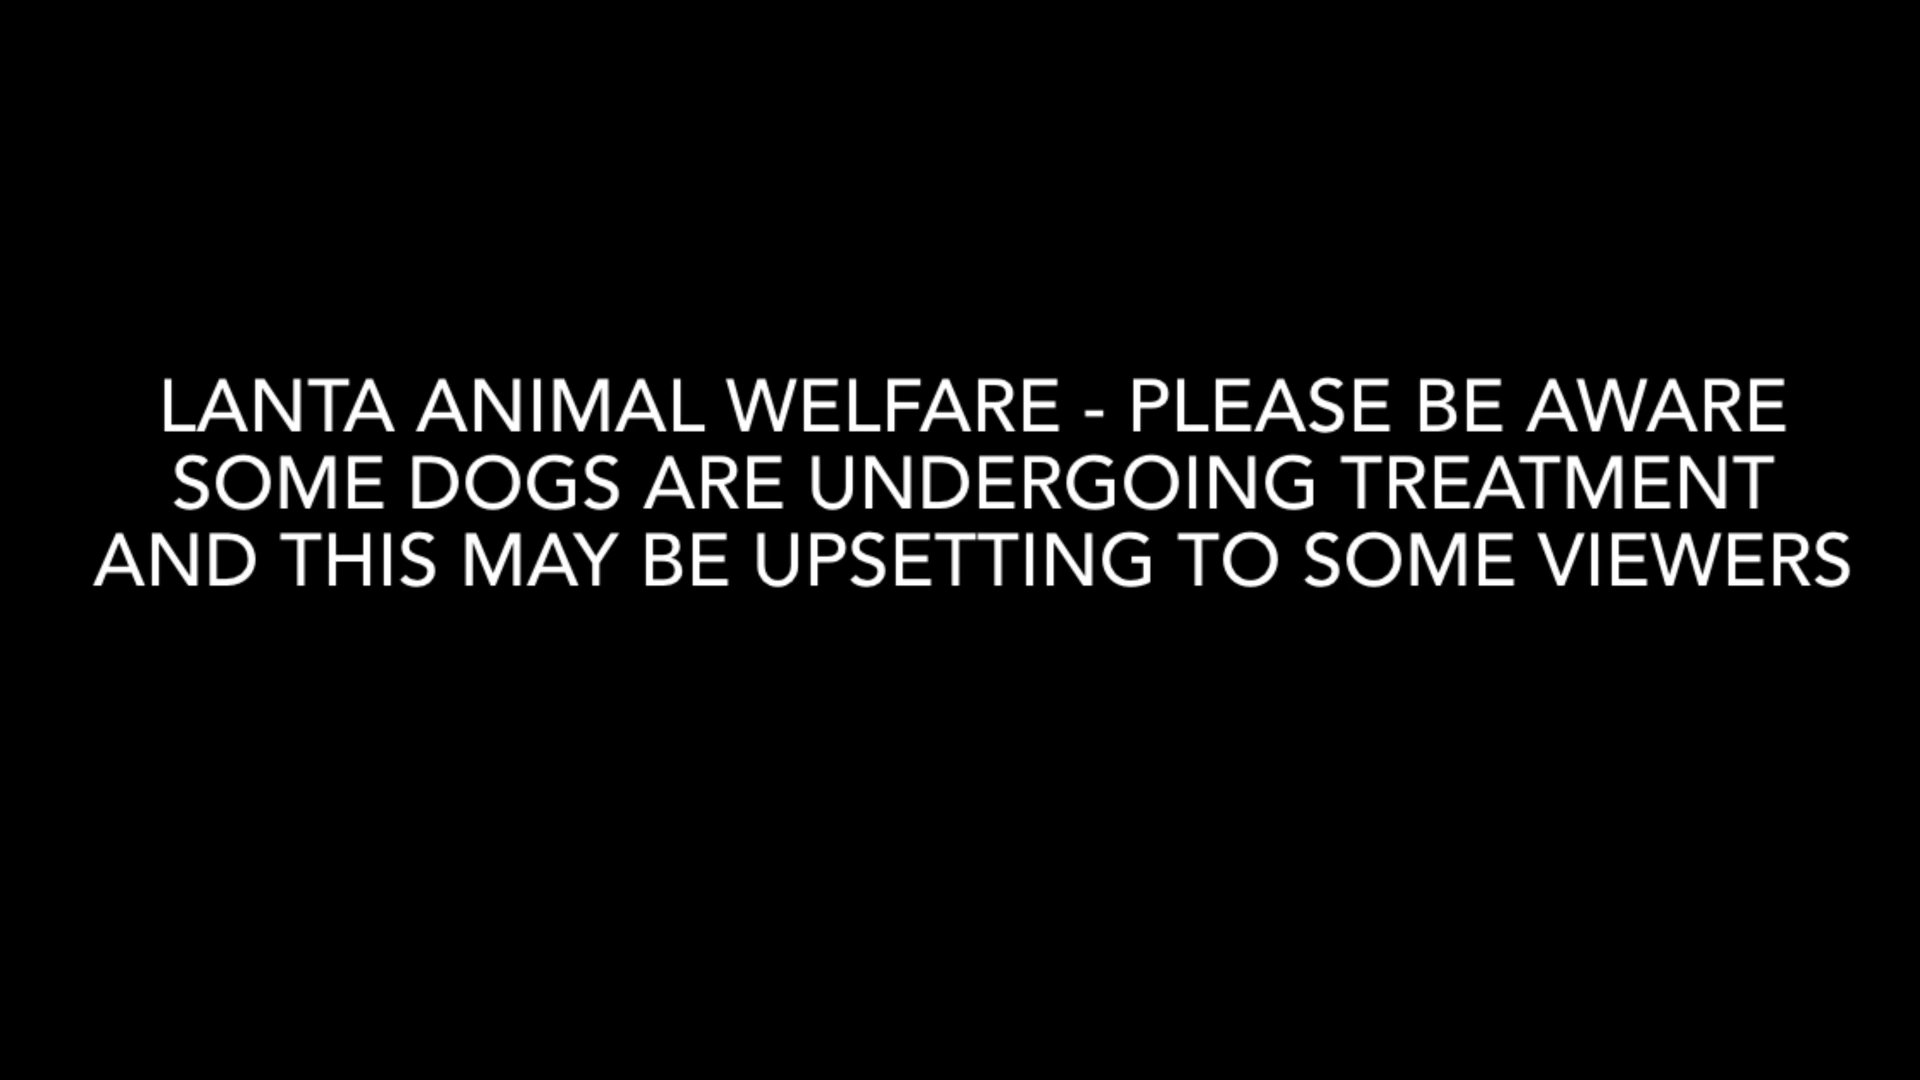 LANTA ANIMAL WELFARE - PLEASE BE AWARE
SOME DOGS ARE UNDERGOING TREATMENT
AND THIS MAY BE UPSETTING TO SOME VIEWERS